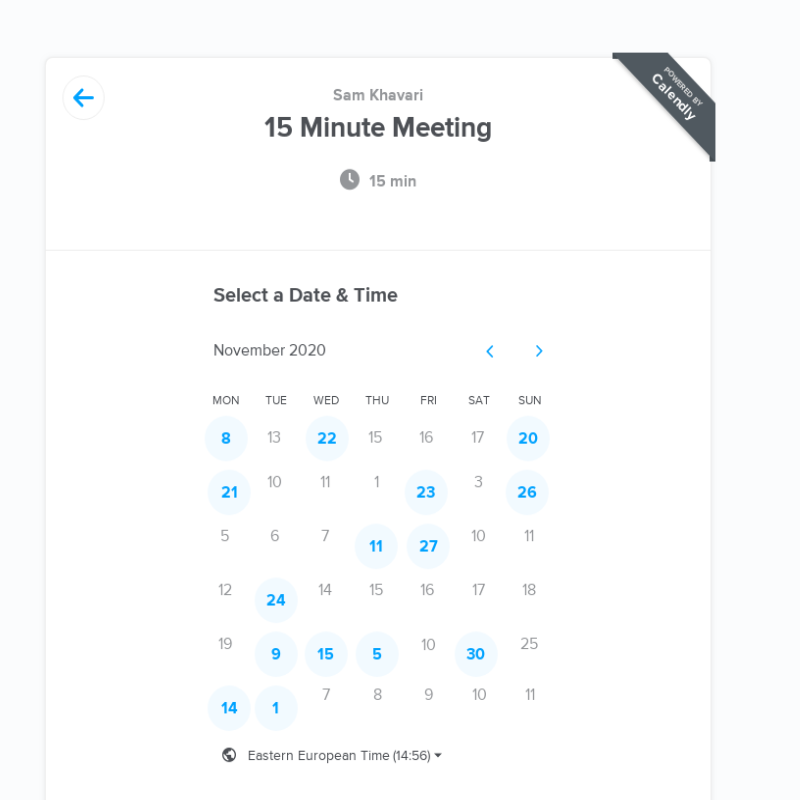 POWERED BY
Calendly
Sam Khavari
15 Minute Meeting
15 min
Select a Date & Time
November 2020
MON TUE WED THU FRI SAT SUN
8 13 22 15 16 17 20
21 10 11 1 23 3 26
5 6 7 11 27 10 11
12 24 14 15 16 17 18
19 9 15 5 10 30 25
14 1 7 8 9 10 11
Eastern European Time (14:56)